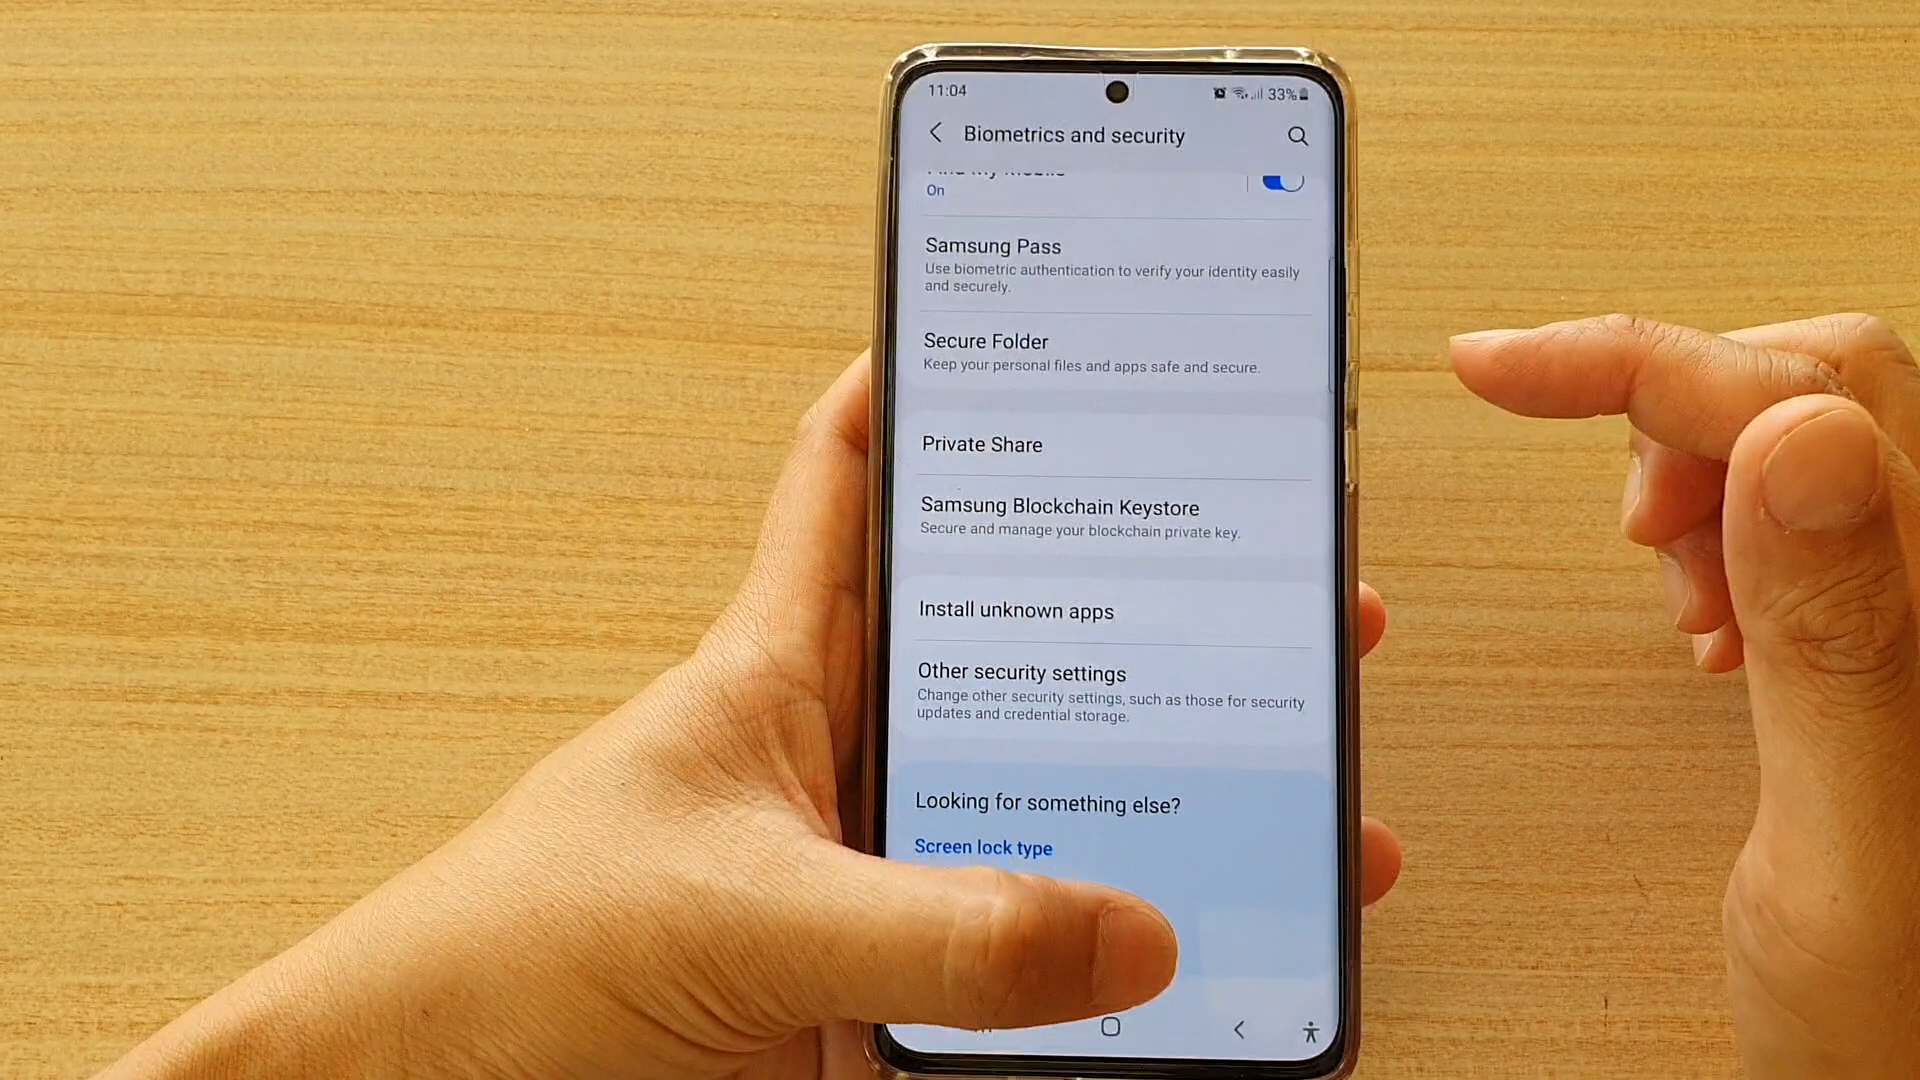 11:04
33%
Biometrics and security
On
Samsung Pass
Use biometric authentication to verify your identity easily
and securely.
Secure Folder
Keep your personal files and apps safe and secure.
Private Share
Samsung Blockchain Keystore
Secure and manage your blockchain private key.
Install unknown apps
Other security settings
Change other security settings, such as those for security
updates and credential storage.
Looking for something else?
Screen lock type